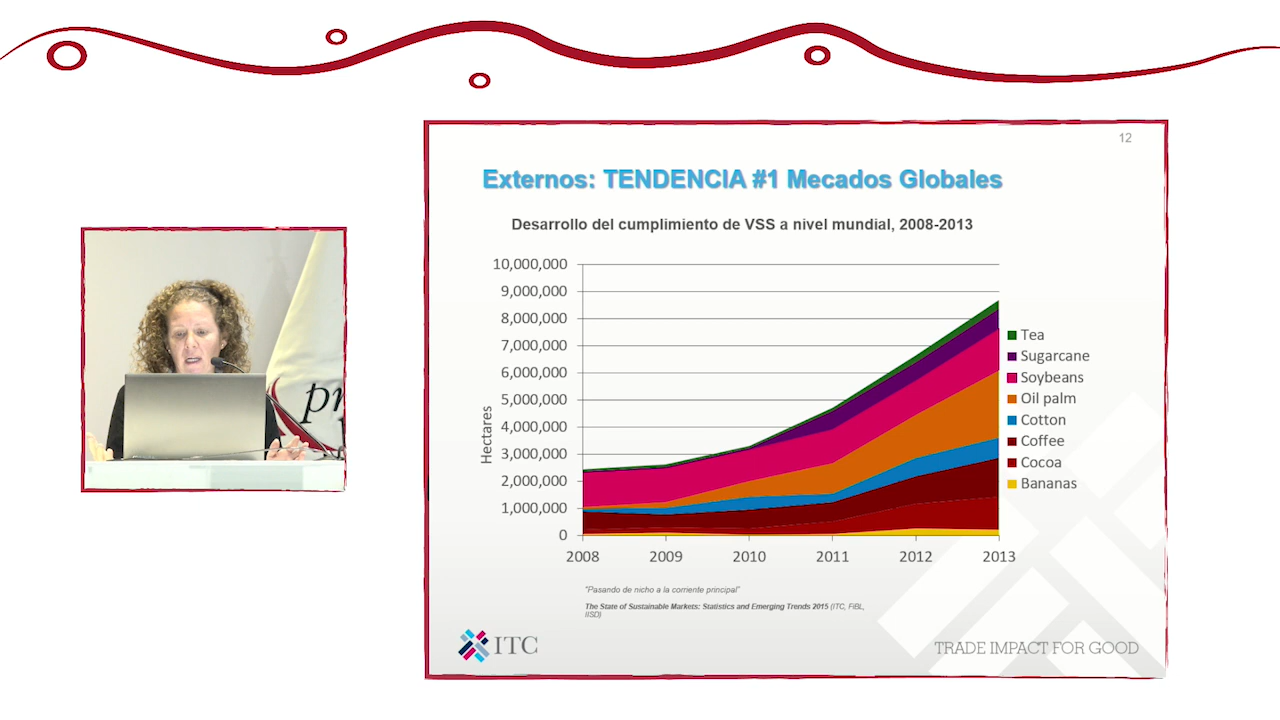 12
Externos: TENDENCIA #1 Mecados Globales
Desarrollo del cumplimiento de VSS a nivel mundial, 2008-2013
10,000,000
9,000,000
8,000,000
7,000,000
6,000,000
5,000,000
4,000,000
3,000,000
2,000,000
1,000,000
0
Hectares
2008 2009 2010 2011 2012 2013
Tea
Sugarcane
Soybeans
Oil palm
Cotton
Coffee
Cocoa
Bananas
"Pasando de nicho a la corriente principal"
The State of Sustainable Markets: Statistics and Emerging Trends 2015 (ITC, FiBL,
IISD)
ITC
TRADE IMPACT FOR GOOD